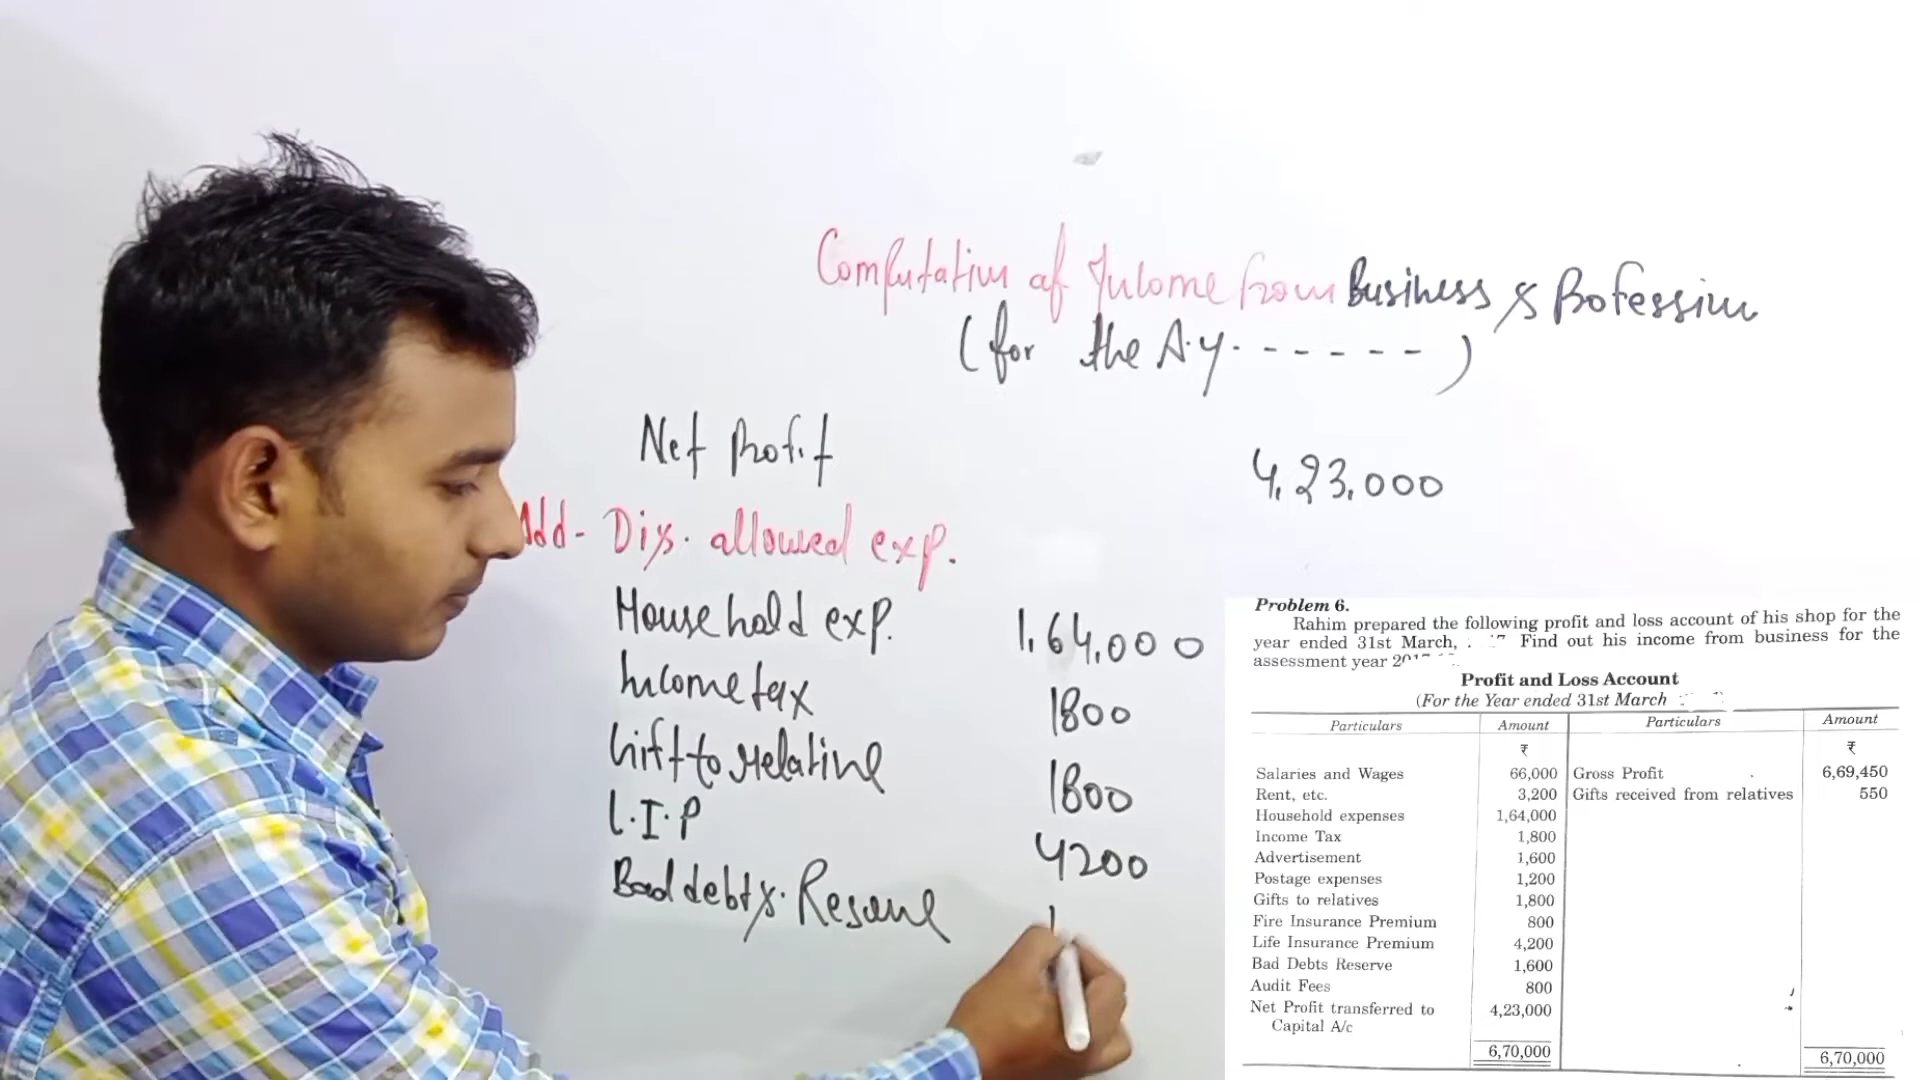 Computation of Income from Business & Profession
(for the A.Y. - - - - - - )
Net Profit 4,23,000
Add- Dis. allowed exp.
Household exp. 1,64,000
Income tax 1800
Gift to relative 1800
L.I.P 4200
Bad debts. Reserve 1
Problem 6.
Rahim prepared the following profit and loss account of his shop for the
year ended 31st March, Find out his income from business for the
assessment year
Profit and Loss Account
(For the Year ended 31st March
Particulars Amount Particulars Amount
₹ ₹
Salaries and Wages 66,000 Gross Profit 6,69,450
Rent, etc. 3,200 Gifts received from relatives 550
Household expenses 1,64,000
Income Tax 1,800
Advertisement 1,600
Postage expenses 1,200
Gifts to relatives 1,800
Fire Insurance Premium 800
Life Insurance Premium 4,200
Bad Debts Reserve 1,600
Audit Fees 800
Net Profit transferred to 4,23,000
Capital A/c
6,70,000 6,70,000